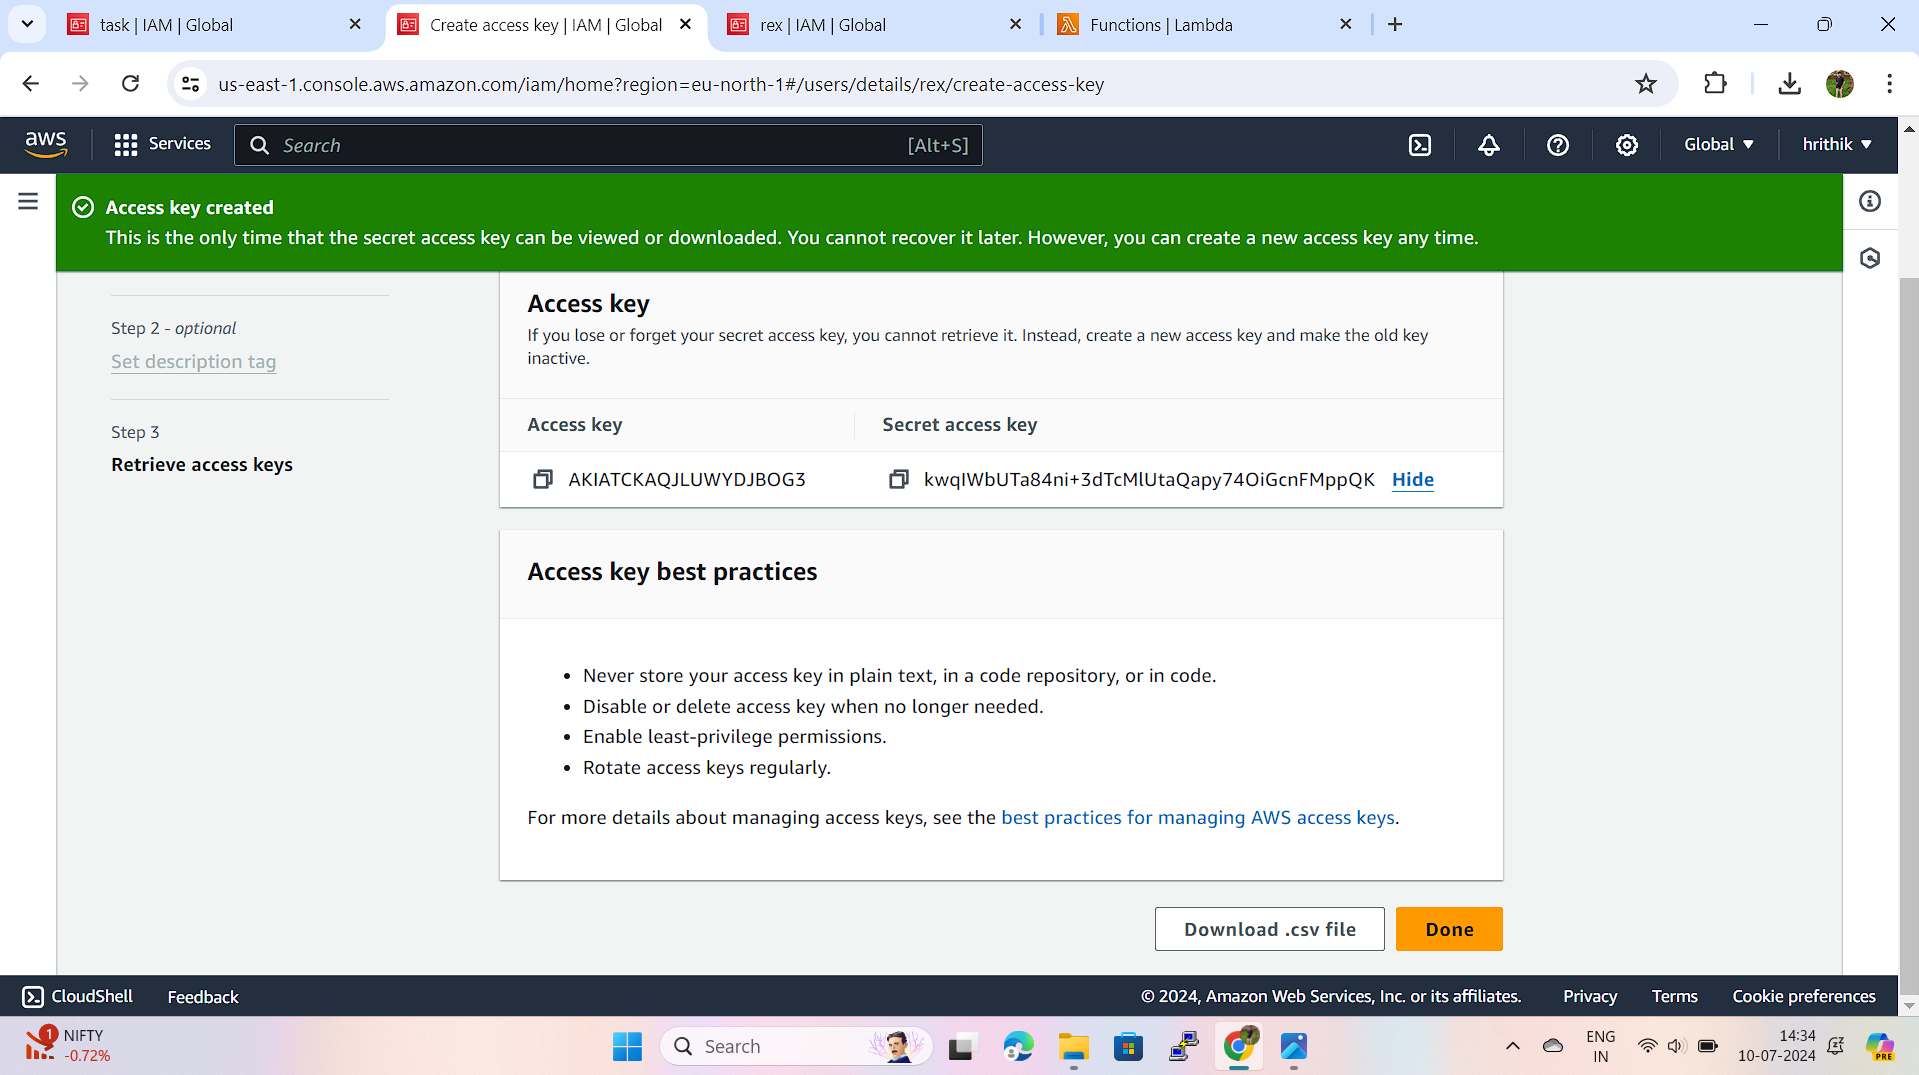 task | IAM | Global
Create access key | IAM | Global
rex | IAM | Global
Functions | Lambda
us-east-1.console.aws.amazon.com/iam/home?region=eu-north-1#/users/details/rex/create-access-key
aws
Services
Search
[Alt+S]
Global
hrithik
Access key created
This is the only time that the secret access key can be viewed or downloaded. You cannot recover it later. However, you can create a new access key any time.
Step 2 - optional
Set description tag
Step 3
Retrieve access keys
Access key
If you lose or forget your secret access key, you cannot retrieve it. Instead, create a new access key and make the old key
inactive.
Access key
Secret access key
AKIATCKAQJLUWYDJBOG3
kwqIWbUTa84ni+3dTcMlUtaQapy74OiGcnFMppQK
Hide
Access key best practices
• Never store your access key in plain text, in a code repository, or in code.
• Disable or delete access key when no longer needed.
• Enable least-privilege permissions.
• Rotate access keys regularly.
For more details about managing access keys, see the best practices for managing AWS access keys.
Download .csv file
Done
CloudShell
Feedback
© 2024, Amazon Web Services, Inc. or its affiliates.
Privacy
Terms
Cookie preferences
1
NIFTY
-0.72%
Search
ENG
IN
14:34
10-07-2024
PRE